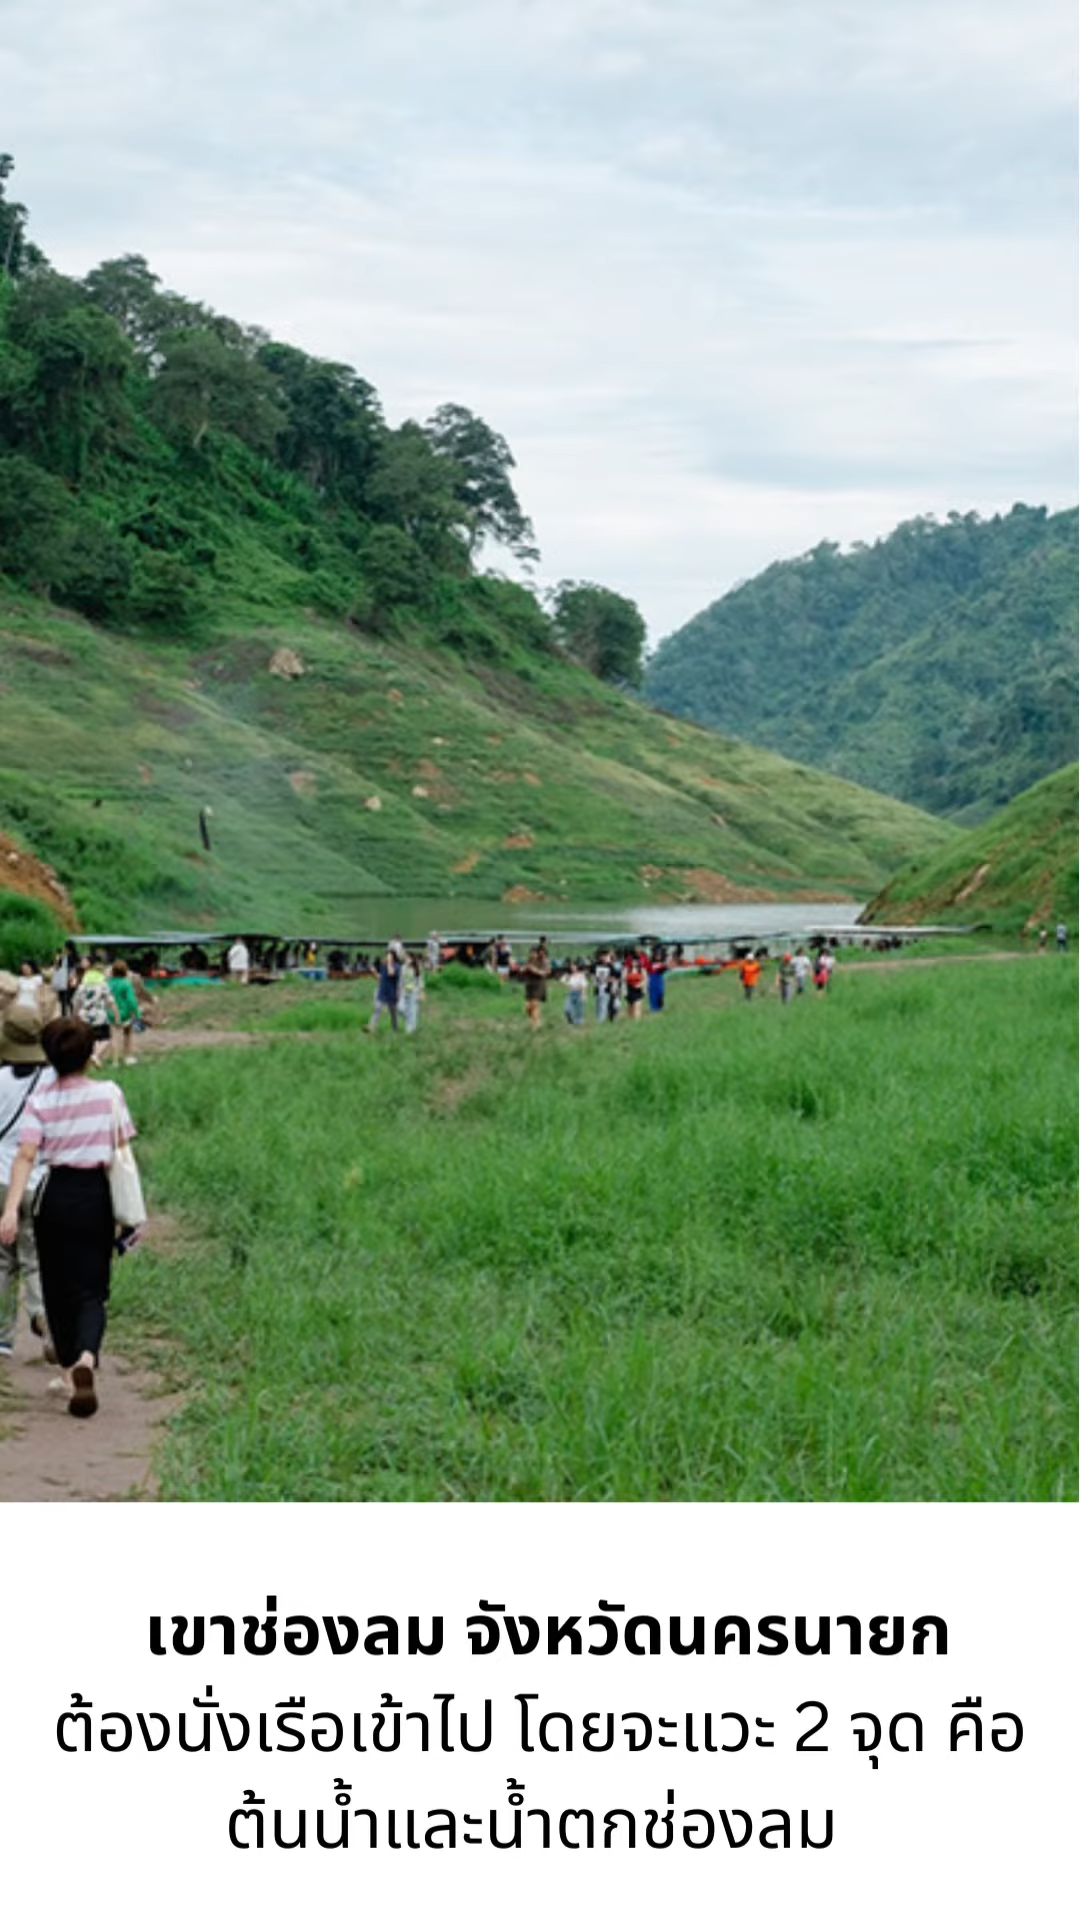 เขาช่องลม จังหวัดนครนายก
ต้องนั่งเรือเข้าไป โดยจะแวะ 2 จุด คือ
ต้นน้ำและน้ำตกช่องลม